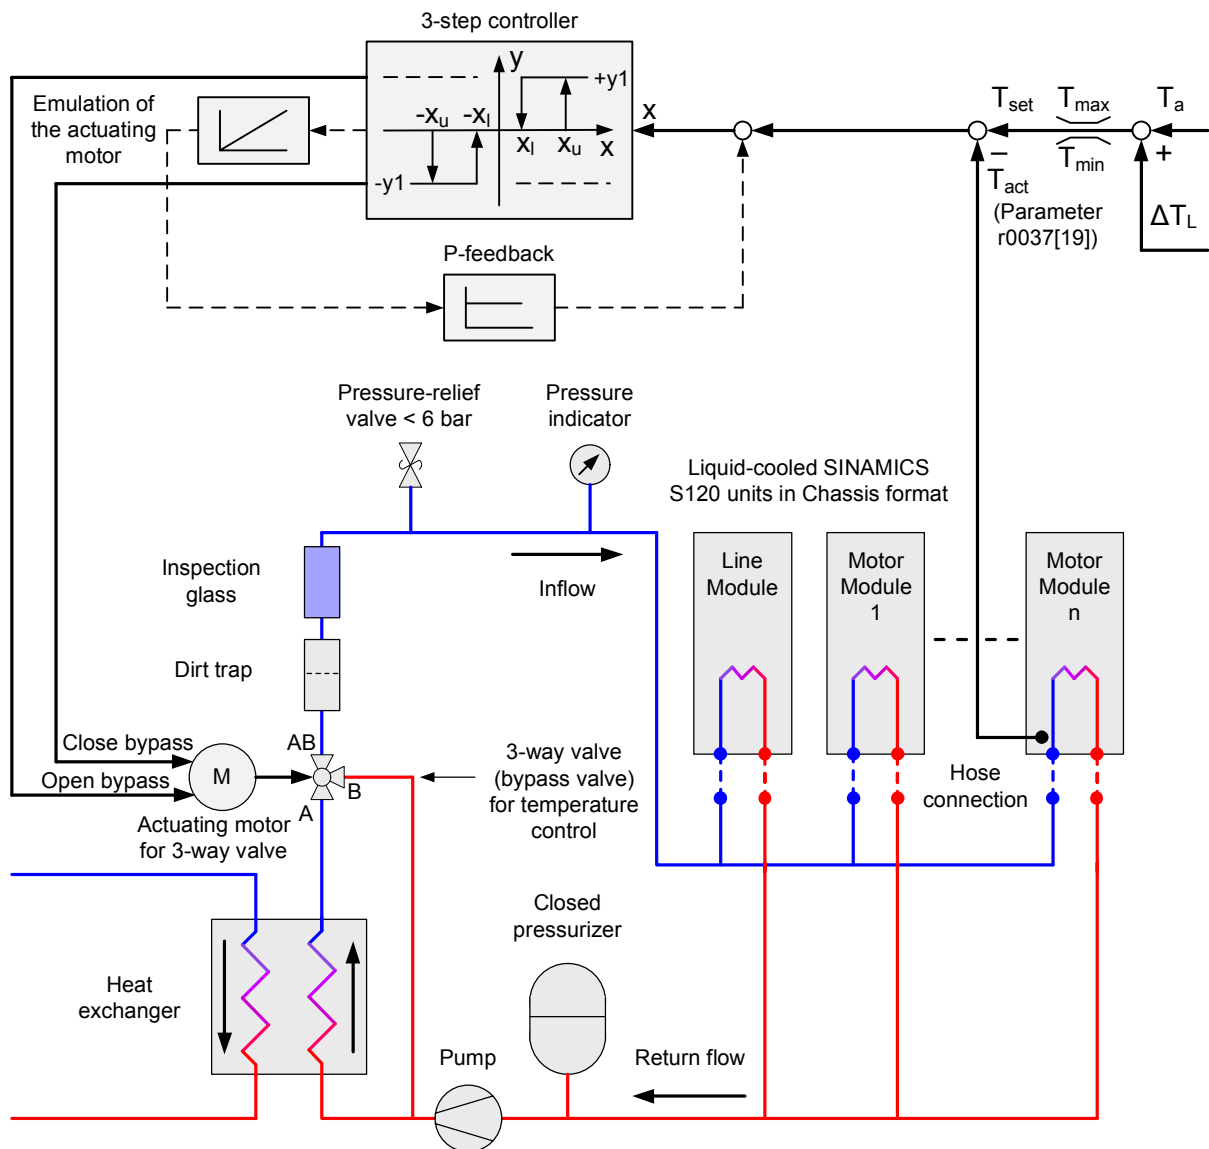 3-step controller
y
+y1
Emulation of
the actuating
motor
-xu
-xl
xl
xu
x
-y1
x
Tset
Tmax
Ta
Tmin
+
–
Tact
(Parameter
r0037[19])
ΔTL
P-feedback
Pressure-relief
valve < 6 bar
Pressure
indicator
Liquid-cooled SINAMICS
S120 units in Chassis format
Inspection
glass
Inflow
Line
Module
Motor
Module
1
Motor
Module
n
Dirt trap
Close bypass
AB
M
Open bypass
B
A
3-way valve
(bypass valve)
for temperature
control
Hose
connection
Actuating motor
for 3-way valve
Closed
pressurizer
Heat
exchanger
Pump
Return flow